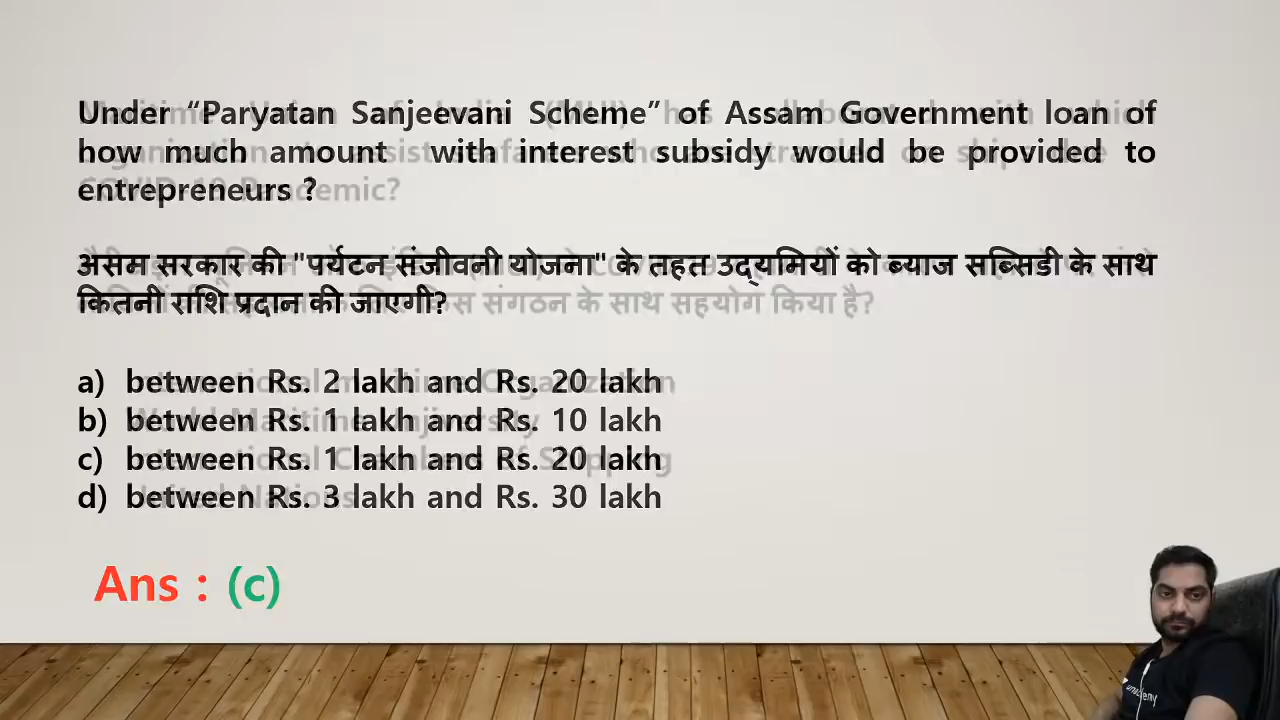 Under “Paryatan Sanjeevani Scheme” of Assam Government loan of
how much amount with interest subsidy would be provided to
entrepreneurs ?
असम सरकार की "पर्यटन संजीवनी योजना" के तहत उद्यमियों को ब्याज सब्सिडी के साथ
कितनी राशि प्रदान की जाएगी?
a) between Rs. 2 lakh and Rs. 20 lakh
b) between Rs. 1 lakh and Rs. 10 lakh
c) between Rs. 1 lakh and Rs. 20 lakh
d) between Rs. 3 lakh and Rs. 30 lakh
Ans : (c)